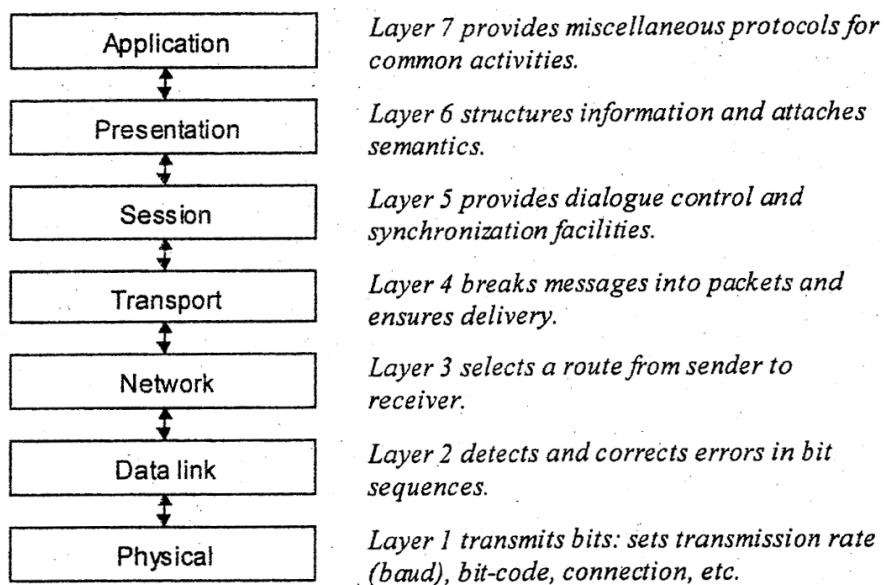 Application
Layer 7 provides miscellaneous protocols for
common activities.
Presentation
Layer 6 structures information and attaches
semantics.
Session
Layer 5 provides dialogue control and
synchronization facilities.
Transport
Layer 4 breaks messages into packets and
ensures delivery.
Network
Layer 3 selects a route from sender to
receiver.
Data link
Layer 2 detects and corrects errors in bit
sequences.
Physical
Layer 1 transmits bits: sets transmission rate
(baud), bit-code, connection, etc.